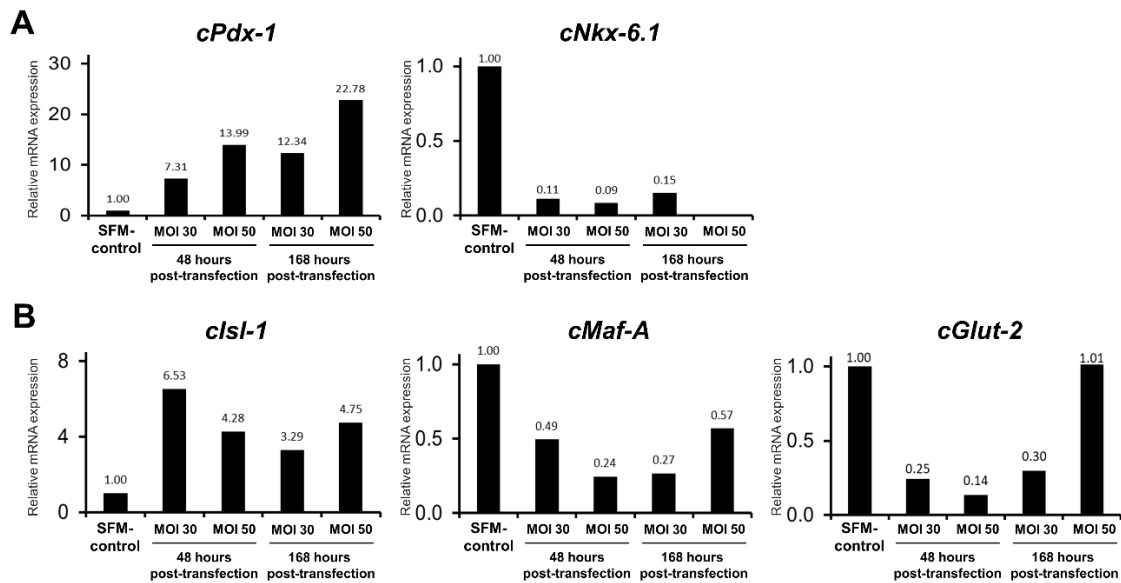 A
cPdx-1
Relative mRNA expression
30
20
10
0
1.00
7.31
13.99
12.34
22.78
SFM-
control
MOI 30 MOI 50 MOI 30 MOI 50
48 hours
post-transfection
168 hours
post-transfection
cNkx-6.1
Relative mRNA expression
1.0
0.5
0.0
1.00
0.11
0.09
0.15
SFM-
control
MOI 30 MOI 50 MOI 30 MOI 50
48 hours
post-transfection
168 hours
post-transfection
B
cIsl-1
Relative mRNA expression
8
4
0
1.00
6.53
4.28
3.29
4.75
SFM-
control
MOI 30 MOI 50 MOI 30 MOI 50
48 hours
post-transfection
168 hours
post-transfection
cMaf-A
Relative mRNA expression
1.0
0.5
0.0
1.00
0.49
0.24
0.27
0.57
SFM-
control
MOI 30 MOI 50 MOI 30 MOI 50
48 hours
post-transfection
168 hours
post-transfection
cGlut-2
Relative mRNA expression
1.0
0.5
0.0
1.00
0.25
0.14
0.30
1.01
SFM-
control
MOI 30 MOI 50 MOI 30 MOI 50
48 hours
post-transfection
168 hours
post-transfection